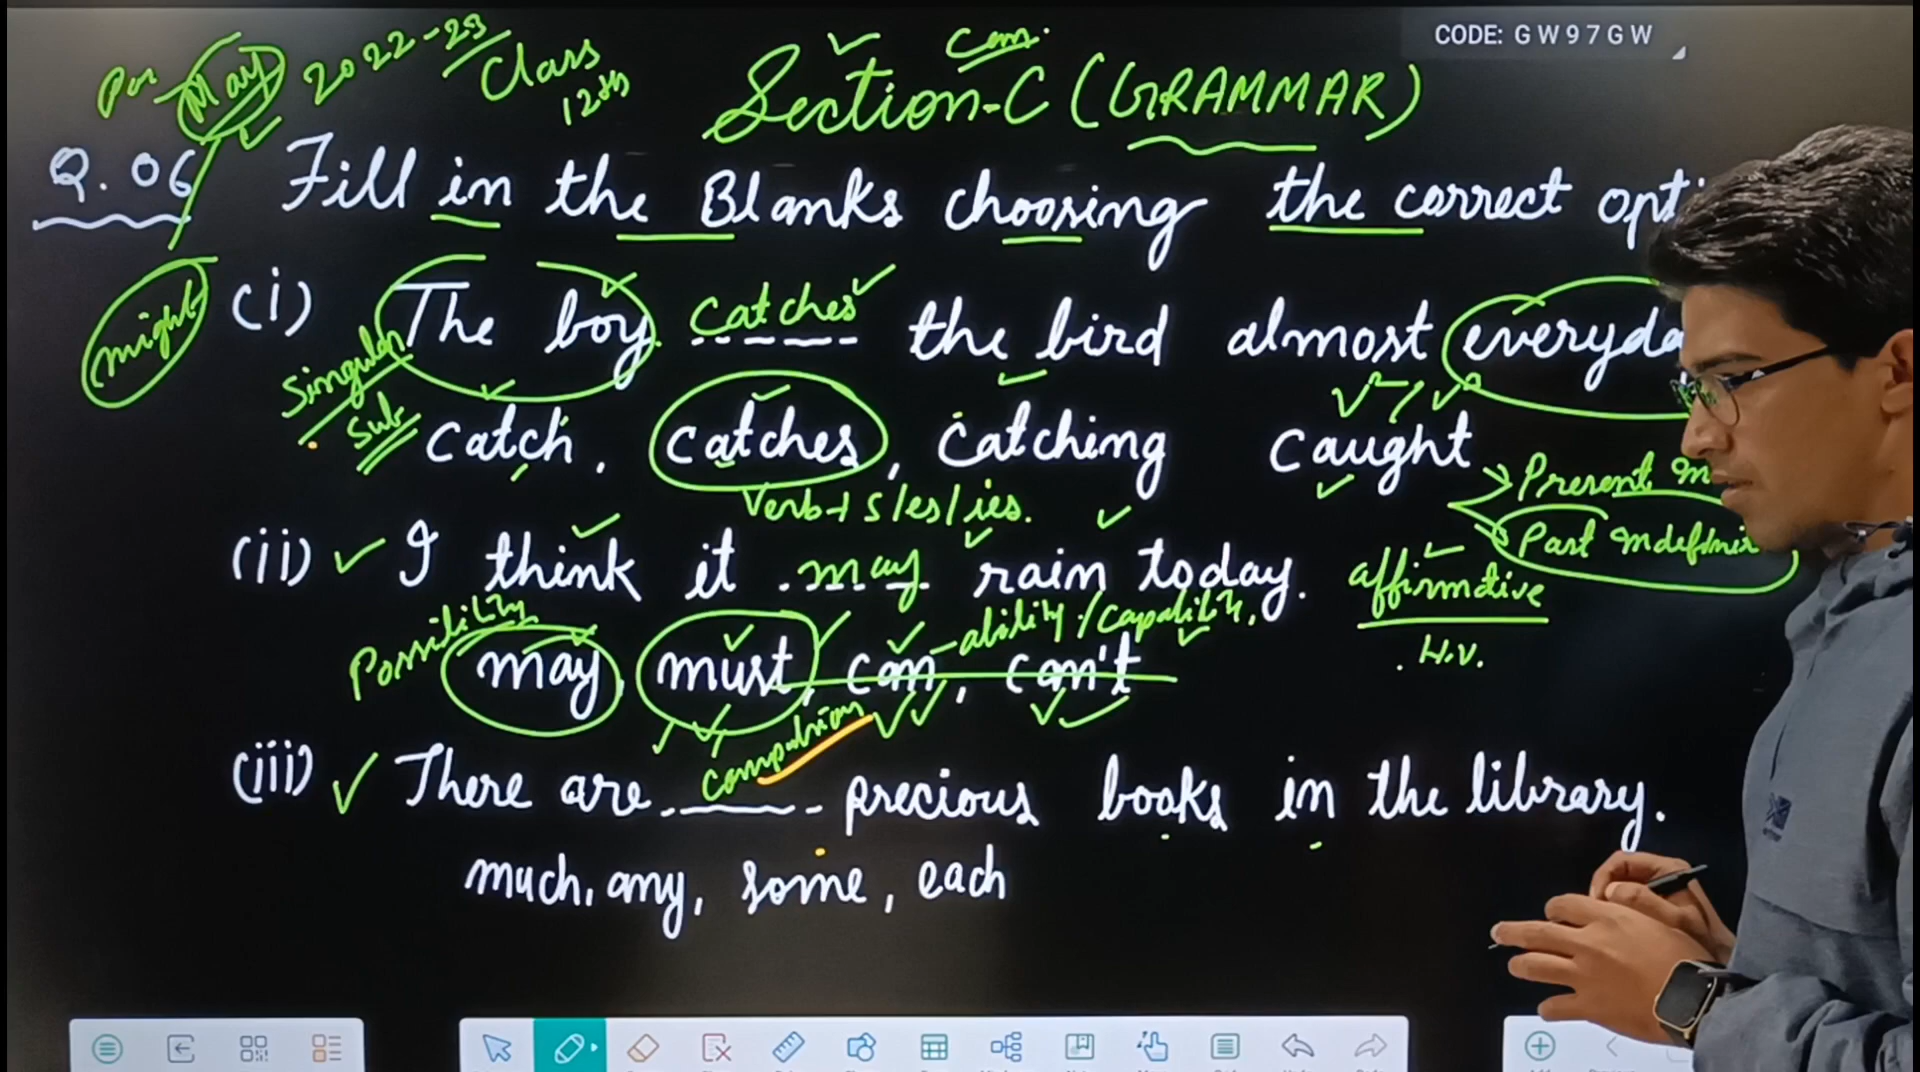 CODE: GW97GW
Can.
May 2022-23 Class 12th
Section-C (GRAMMAR)
Q.06 Fill in the Blanks choosing the correct opti
might
(i) The boy catches the bird almost everyda
Singular Sub
catch, catches, catching caught
Verb+s/es/ies.
Present
Past Indefinit
(ii) I think it may rain today.
affirmative
H.V.
Possibility
ability/capability,
may, must, can, can't
Compulsion
(iii) There are ------ precious books in the library.
much, any, some, each